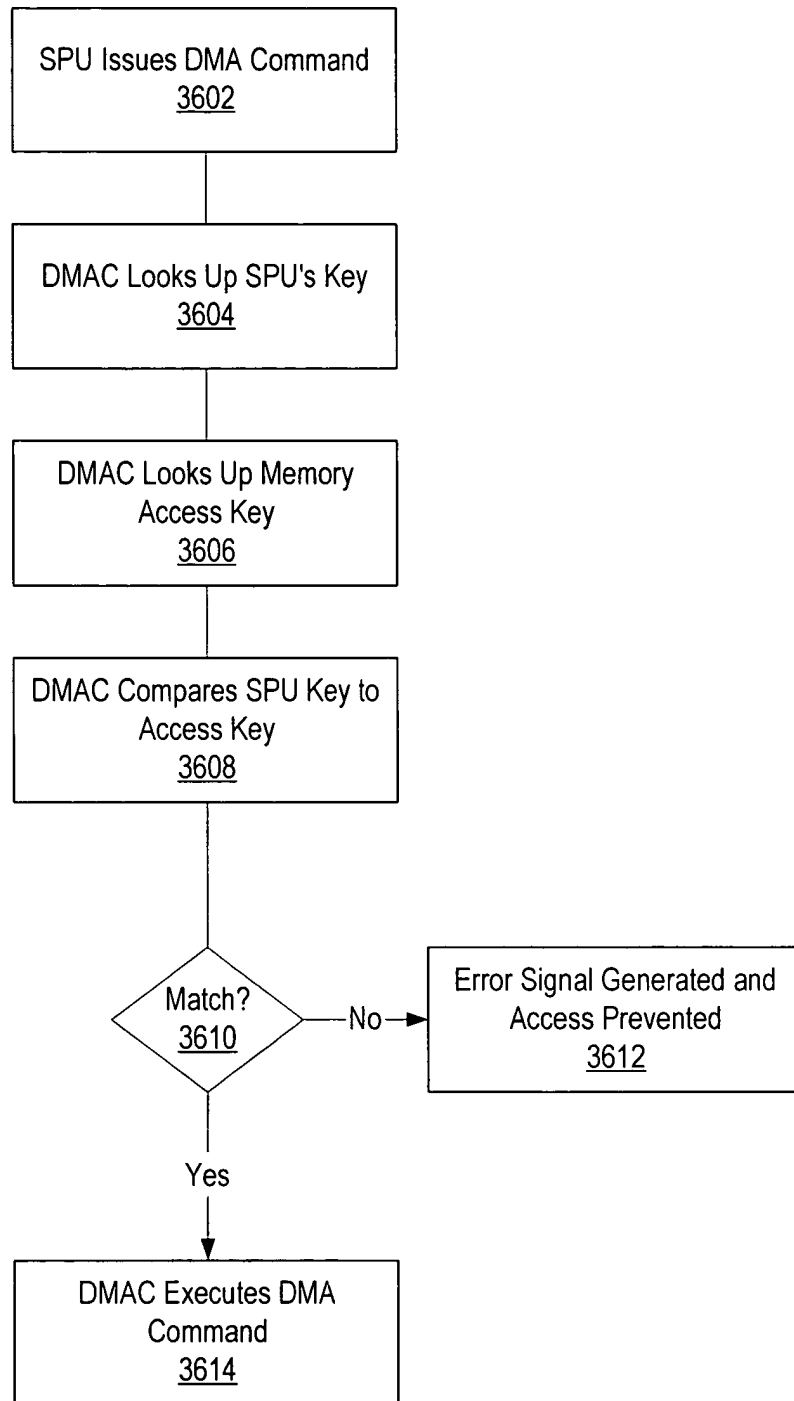 SPU Issues DMA Command
3602
DMAC Looks Up SPU's Key
3604
DMAC Looks Up Memory
Access Key
3606
DMAC Compares SPU Key to
Access Key
3608
Match?
3610
No
Error Signal Generated and
Access Prevented
3612
Yes
DMAC Executes DMA
Command
3614